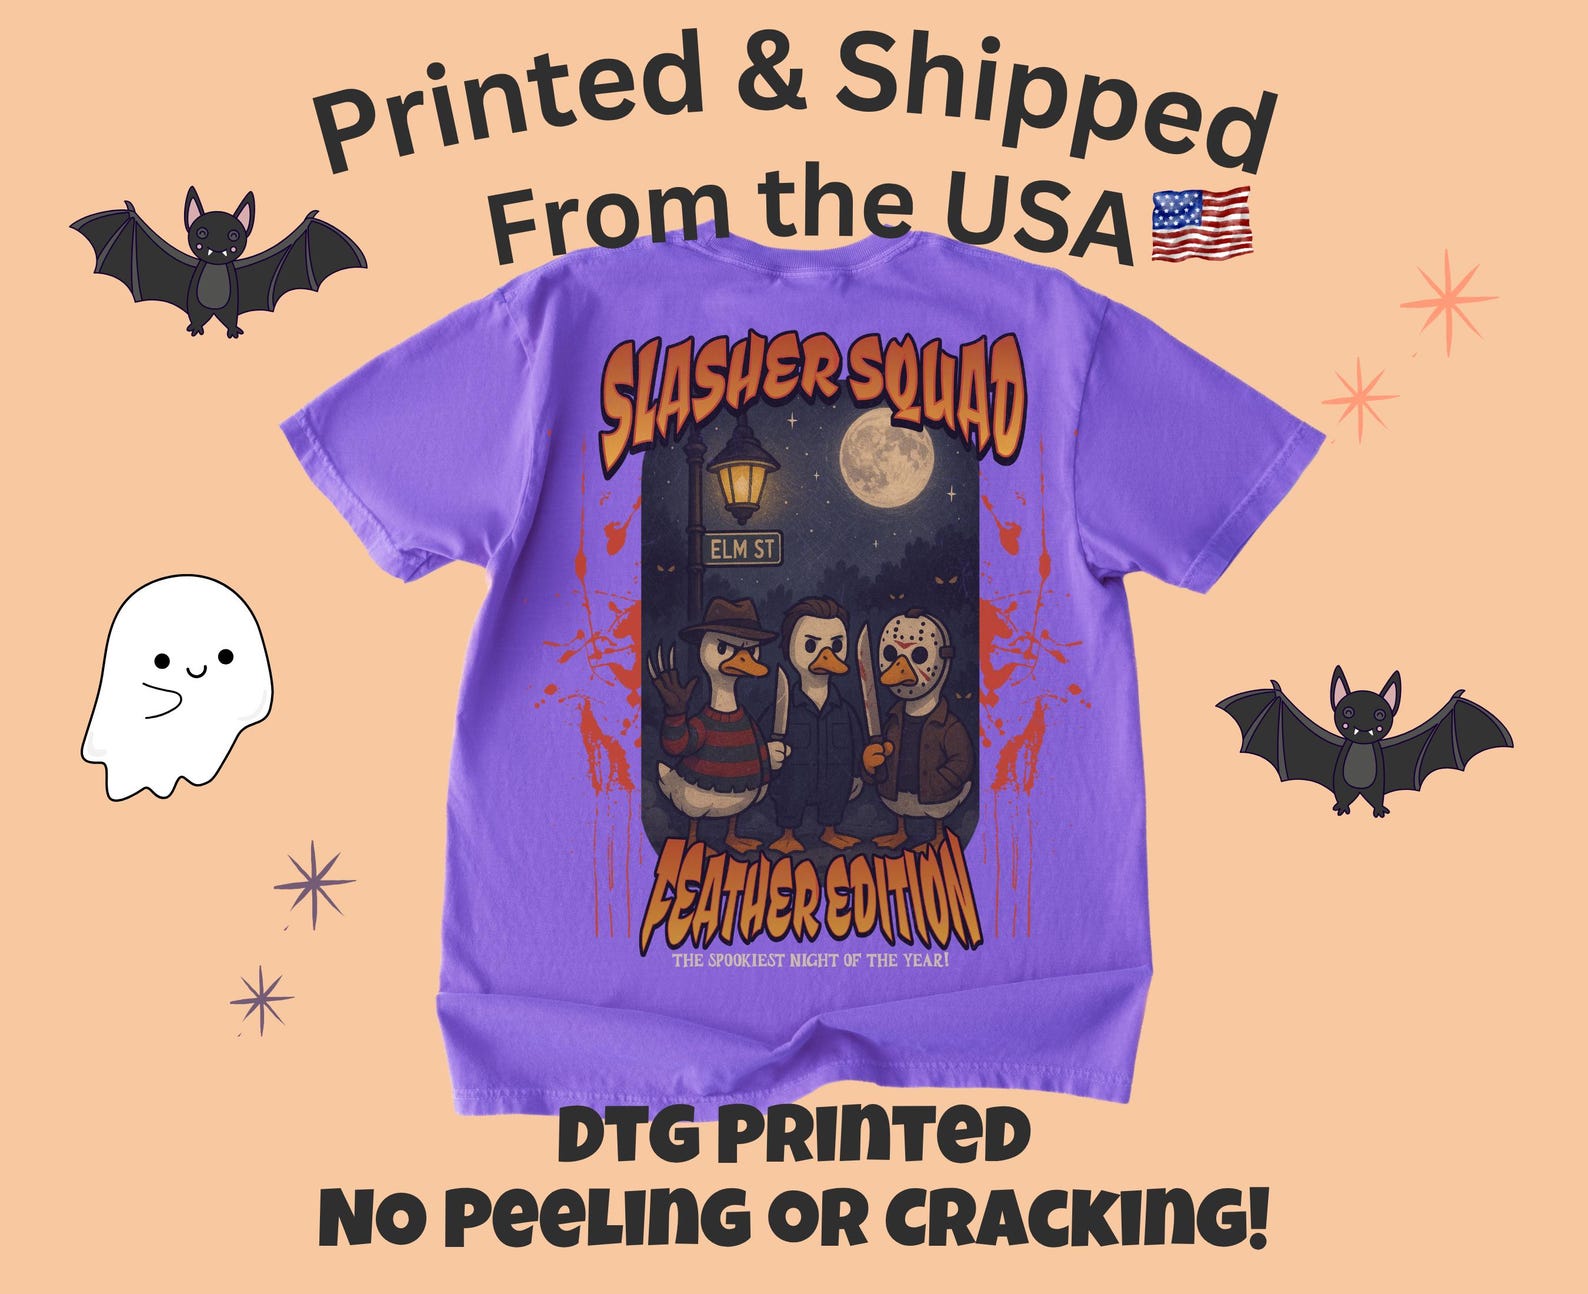 Printed & Shipped
From the USA
SLASHER SQUAD
ELM ST
FEATHER EDITION
THE SPOOKIEST NIGHT OF THE YEAR!
DTG PRINTED
NO PEELING OR CRACKING!